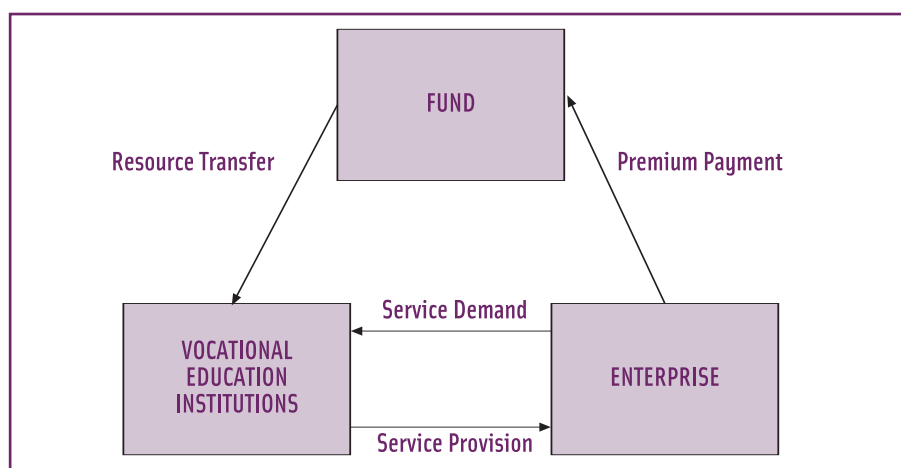 FUND
Resource Transfer
Premium Payment
Service Demand
VOCATIONAL
EDUCATION
INSTITUTIONS
ENTERPRISE
Service Provision